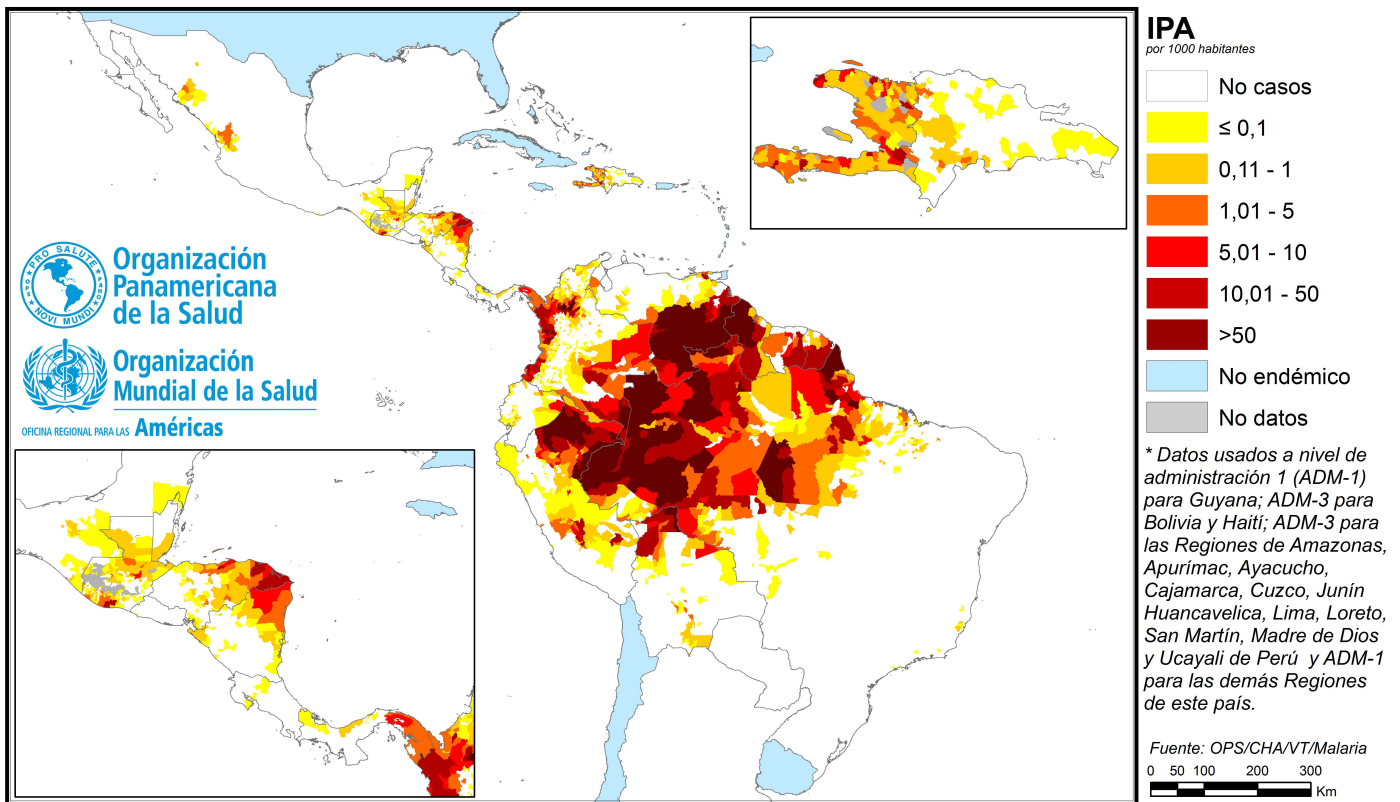 IPA
por 1000 habitantes
No casos
≤ 0,1
0,11 - 1
1,01 - 5
5,01 - 10
10,01 - 50
>50
No endémico
No datos
* Datos usados a nivel de
administración 1 (ADM-1)
para Guyana; ADM-3 para
Bolivia y Haití; ADM-3 para
las Regiones de Amazonas,
Apurímac, Ayacucho,
Cajamarca, Cuzco, Junín
Huancavelica, Lima, Loreto,
San Martín, Madre de Dios
y Ucayali de Perú y ADM-1
para las demás Regiones
de este país.
Fuente: OPS/CHA/VT/Malaria
0 50 100 200 300
Km
PRO SALUTE
NOVI MUNDI
Organización
Panamericana
de la Salud
Organización
Mundial de la Salud
OFICINA REGIONAL PARA LAS Américas